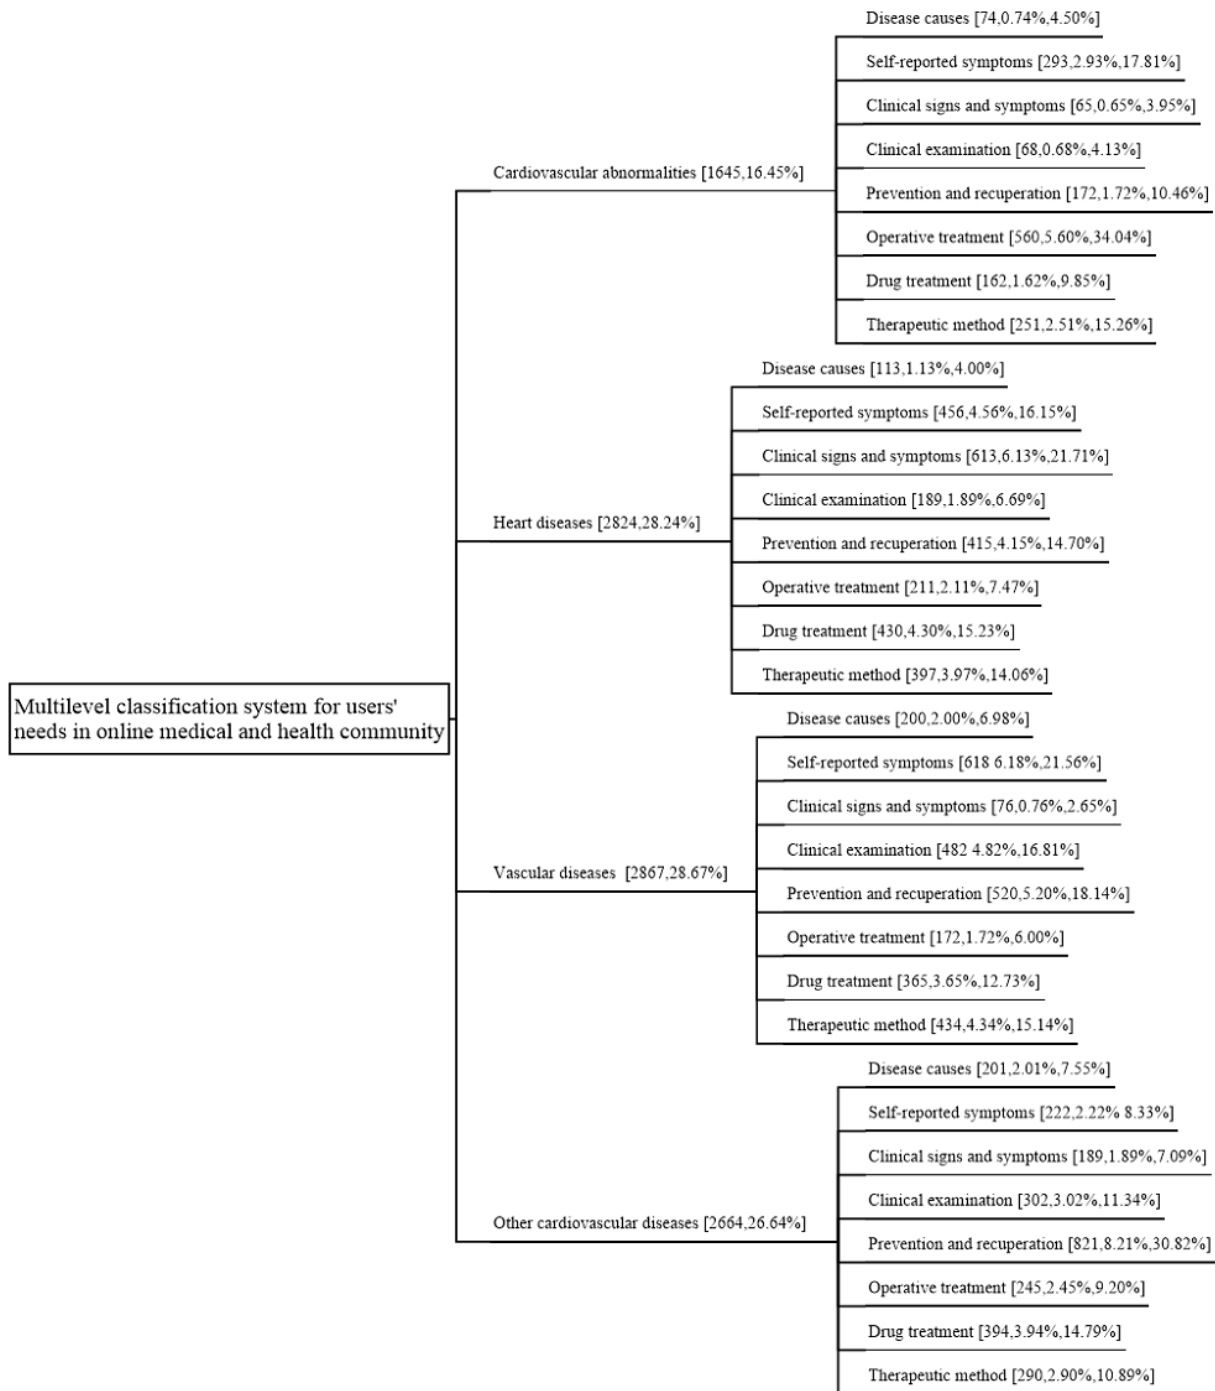 Multilevel classification system for users'
needs in online medical and health community
Cardiovascular abnormalities [1645,16.45%]
Disease causes [74,0.74%,4.50%]
Self-reported symptoms [293,2.93%,17.81%]
Clinical signs and symptoms [65,0.65%,3.95%]
Clinical examination [68,0.68%,4.13%]
Prevention and recuperation [172,1.72%,10.46%]
Operative treatment [560,5.60%,34.04%]
Drug treatment [162,1.62%,9.85%]
Therapeutic method [251,2.51%,15.26%]
Heart diseases [2824,28.24%]
Disease causes [113,1.13%,4.00%]
Self-reported symptoms [456,4.56%,16.15%]
Clinical signs and symptoms [613,6.13%,21.71%]
Clinical examination [189,1.89%,6.69%]
Prevention and recuperation [415,4.15%,14.70%]
Operative treatment [211,2.11%,7.47%]
Drug treatment [430,4.30%,15.23%]
Therapeutic method [397,3.97%,14.06%]
Vascular diseases [2867,28.67%]
Disease causes [200,2.00%,6.98%]
Self-reported symptoms [618 6.18%,21.56%]
Clinical signs and symptoms [76,0.76%,2.65%]
Clinical examination [482 4.82%,16.81%]
Prevention and recuperation [520,5.20%,18.14%]
Operative treatment [172,1.72%,6.00%]
Drug treatment [365,3.65%,12.73%]
Therapeutic method [434,4.34%,15.14%]
Other cardiovascular diseases [2664,26.64%]
Disease causes [201,2.01%,7.55%]
Self-reported symptoms [222,2.22% 8.33%]
Clinical signs and symptoms [189,1.89%,7.09%]
Clinical examination [302,3.02%,11.34%]
Prevention and recuperation [821,8.21%,30.82%]
Operative treatment [245,2.45%,9.20%]
Drug treatment [394,3.94%,14.79%]
Therapeutic method [290,2.90%,10.89%]